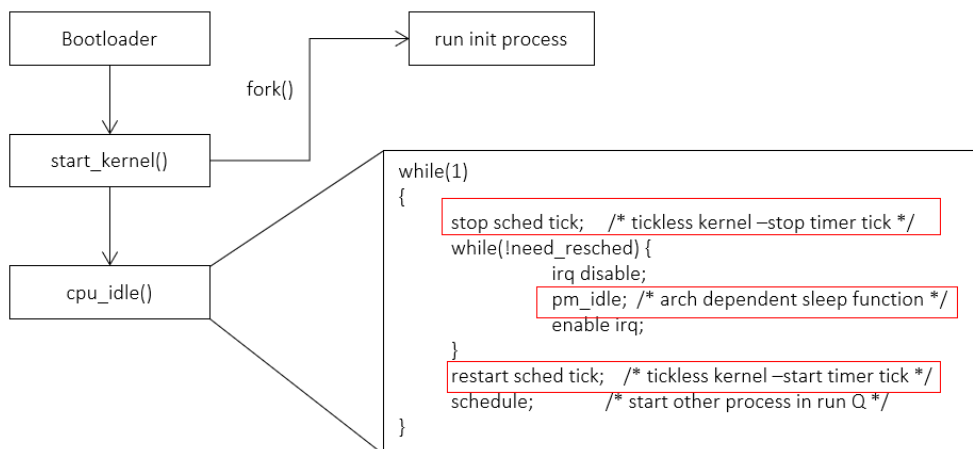 Bootloader
run init process
fork()
start_kernel()
while(1)
{
stop sched tick; /* tickless kernel –stop timer tick */
while(!need_resched) {
irq disable;
cpu_idle()
pm_idle; /* arch dependent sleep function */
enable irq;
}
restart sched tick; /* tickless kernel –start timer tick */
schedule; /* start other process in run Q */
}